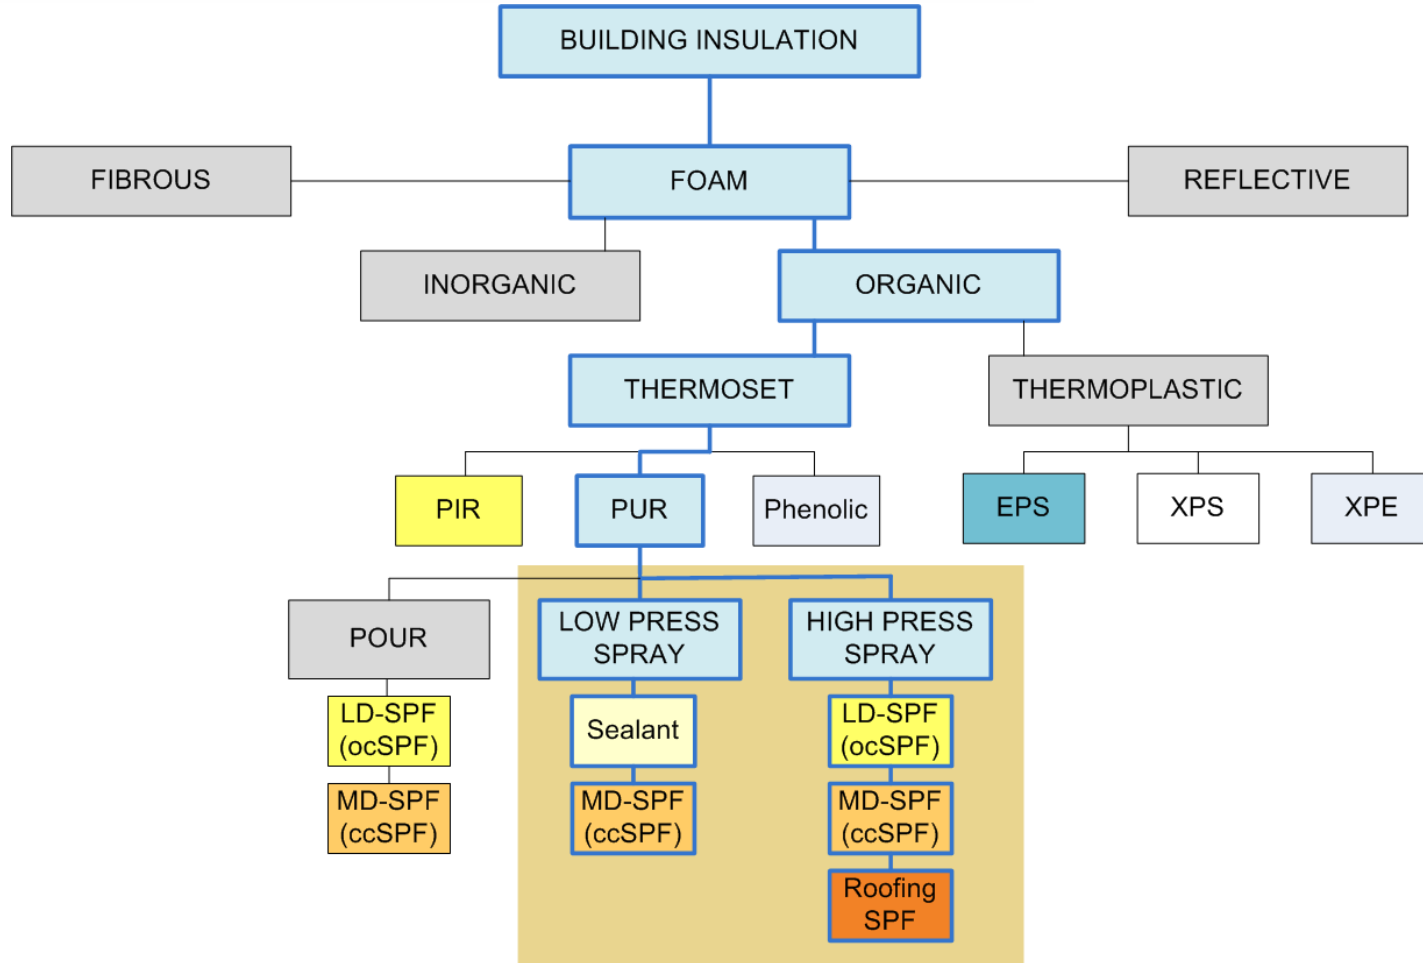 BUILDING INSULATION
FIBROUS
FOAM
REFLECTIVE
INORGANIC
ORGANIC
THERMOSET
THERMOPLASTIC
PIR
PUR
Phenolic
EPS
XPS
XPE
POUR
LOW PRESS
SPRAY
HIGH PRESS
SPRAY
LD-SPF
(ocSPF)
Sealant
LD-SPF
(ocSPF)
MD-SPF
(ccSPF)
MD-SPF
(ccSPF)
MD-SPF
(ccSPF)
Roofing
SPF